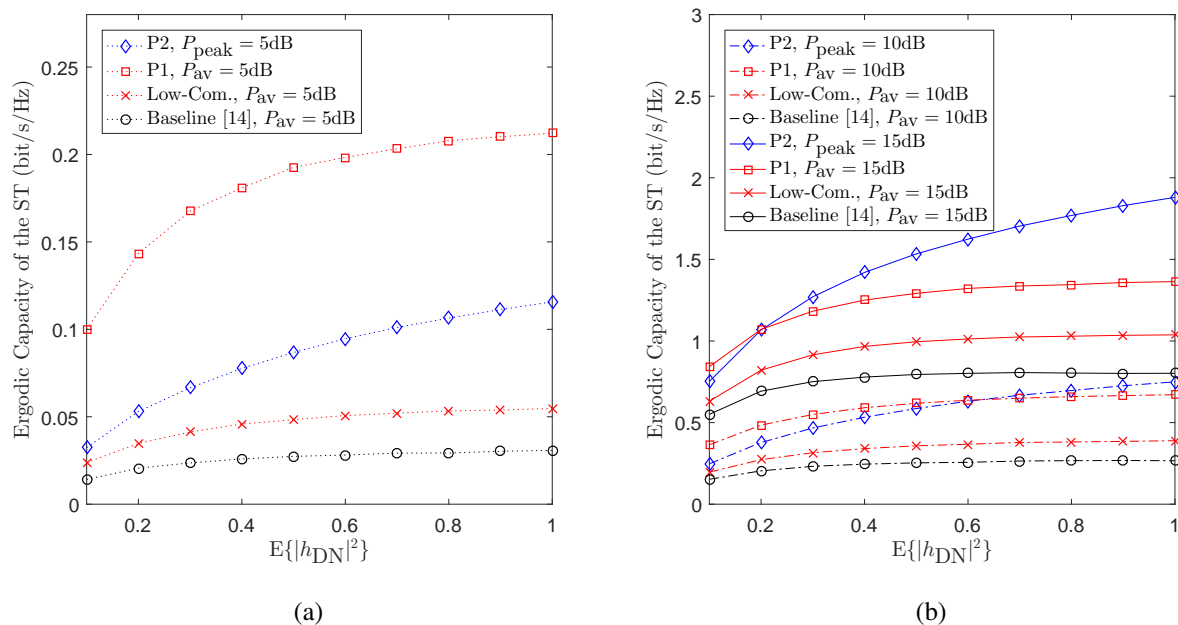 0.25
0.2
0.15
0.1
0.05
0
0.2
0.4
0.6
0.8
1
Ergodic Capacity of the ST (bit/s/Hz)
E{|h_DN|^2}
P2, P_peak = 5dB
P1, P_av = 5dB
Low-Com., P_av = 5dB
Baseline [14], P_av = 5dB
(a)
3
2.5
2
1.5
1
0.5
0
0.2
0.4
0.6
0.8
1
Ergodic Capacity of the ST (bit/s/Hz)
E{|h_DN|^2}
P2, P_peak = 10dB
P1, P_av = 10dB
Low-Com., P_av = 10dB
Baseline [14], P_av = 10dB
P2, P_peak = 15dB
P1, P_av = 15dB
Low-Com., P_av = 15dB
Baseline [14], P_av = 15dB
(b)